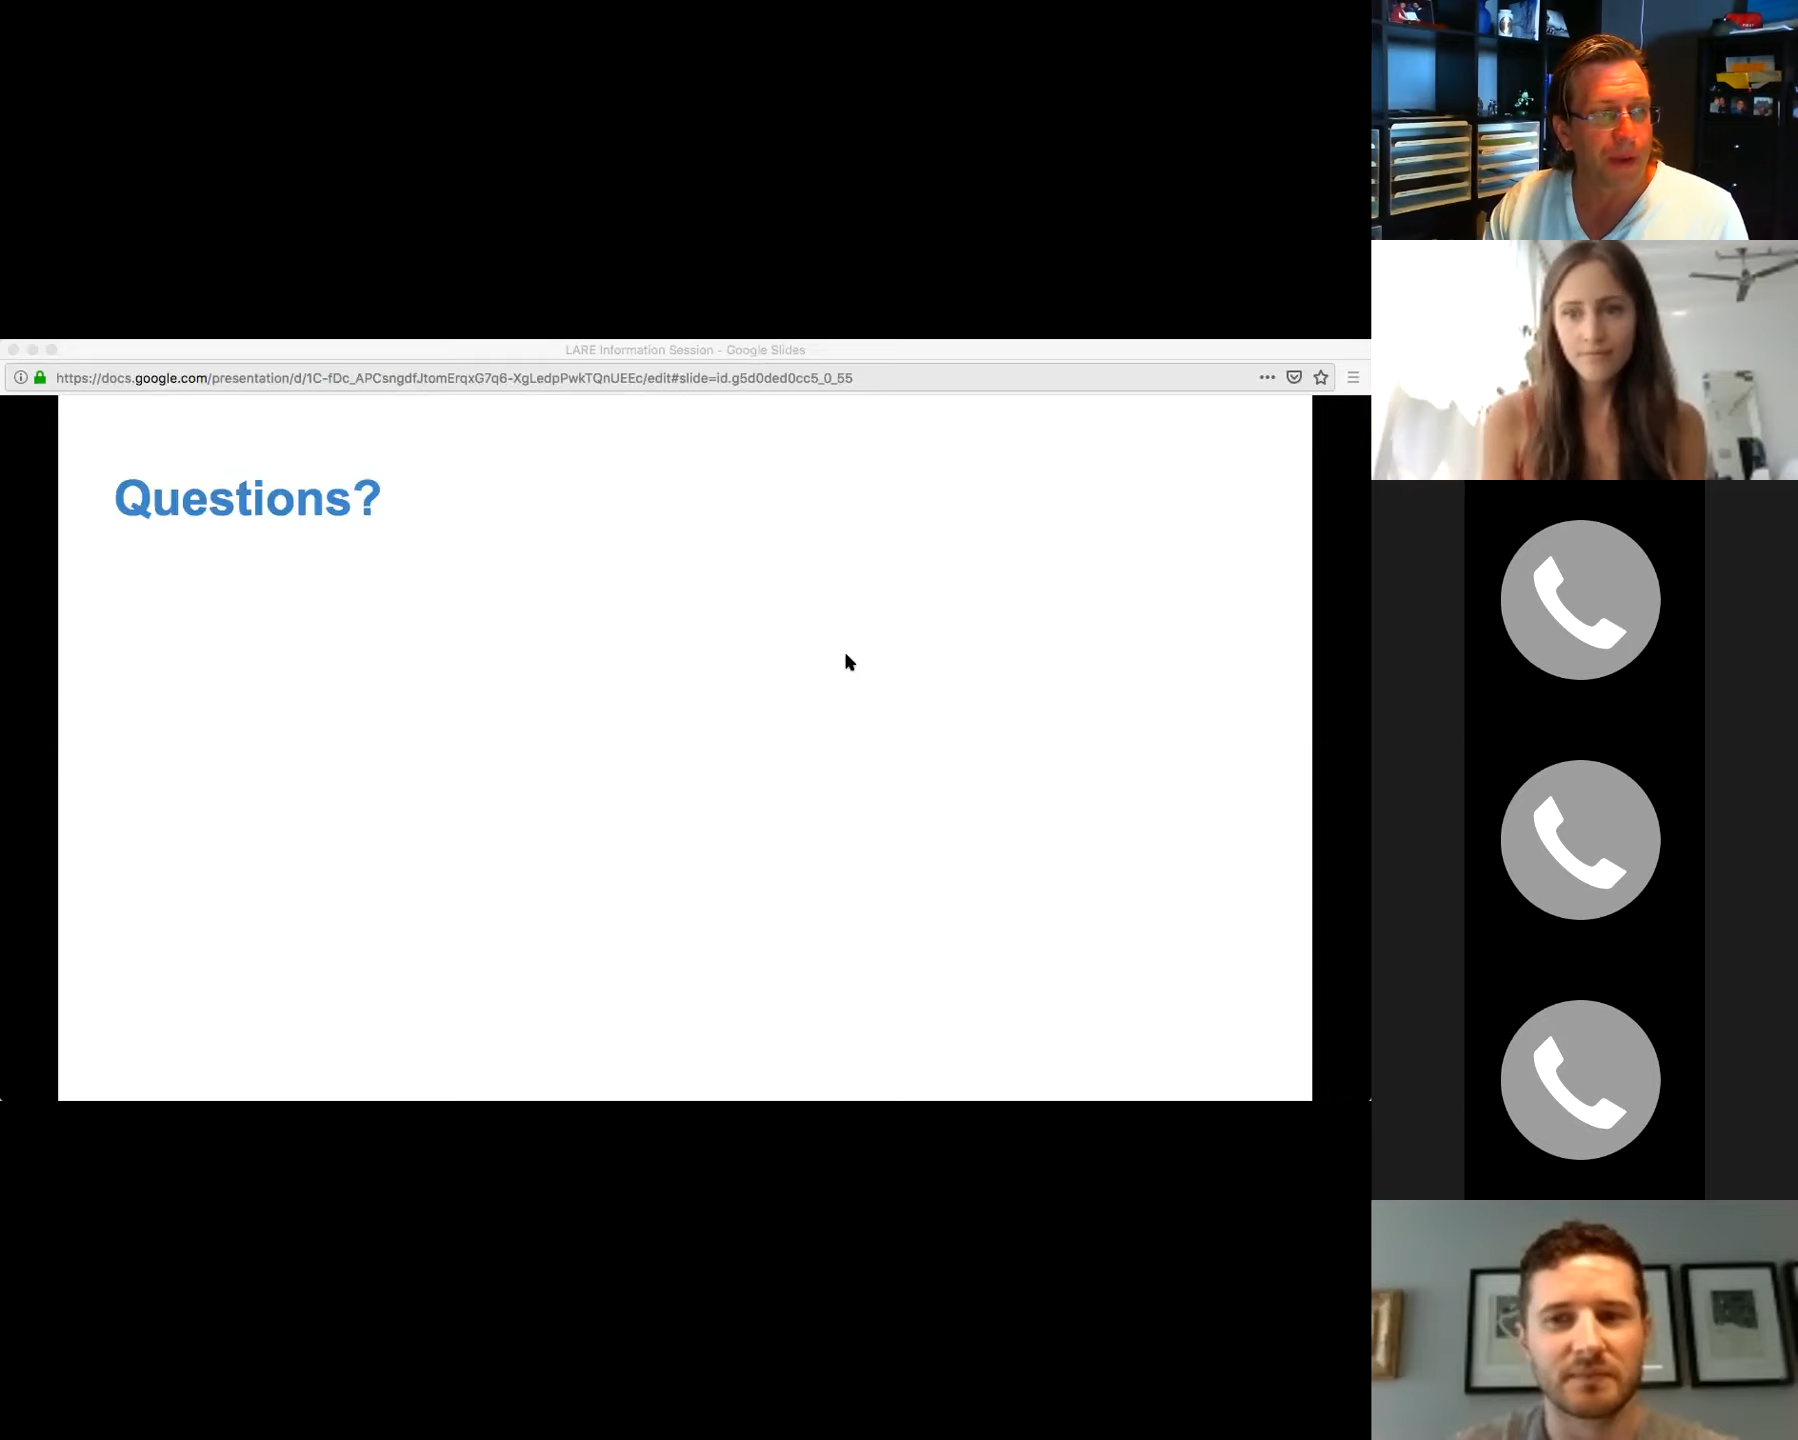 LARE Information Session - Google Slides
https://docs.google.com/presentation/d/1C-fDc_APCsngdfJtomErqxG7q6-XgLedpPwkTQnUEEc/edit#slide=id.g5d0ded0cc5_0_55
Questions?